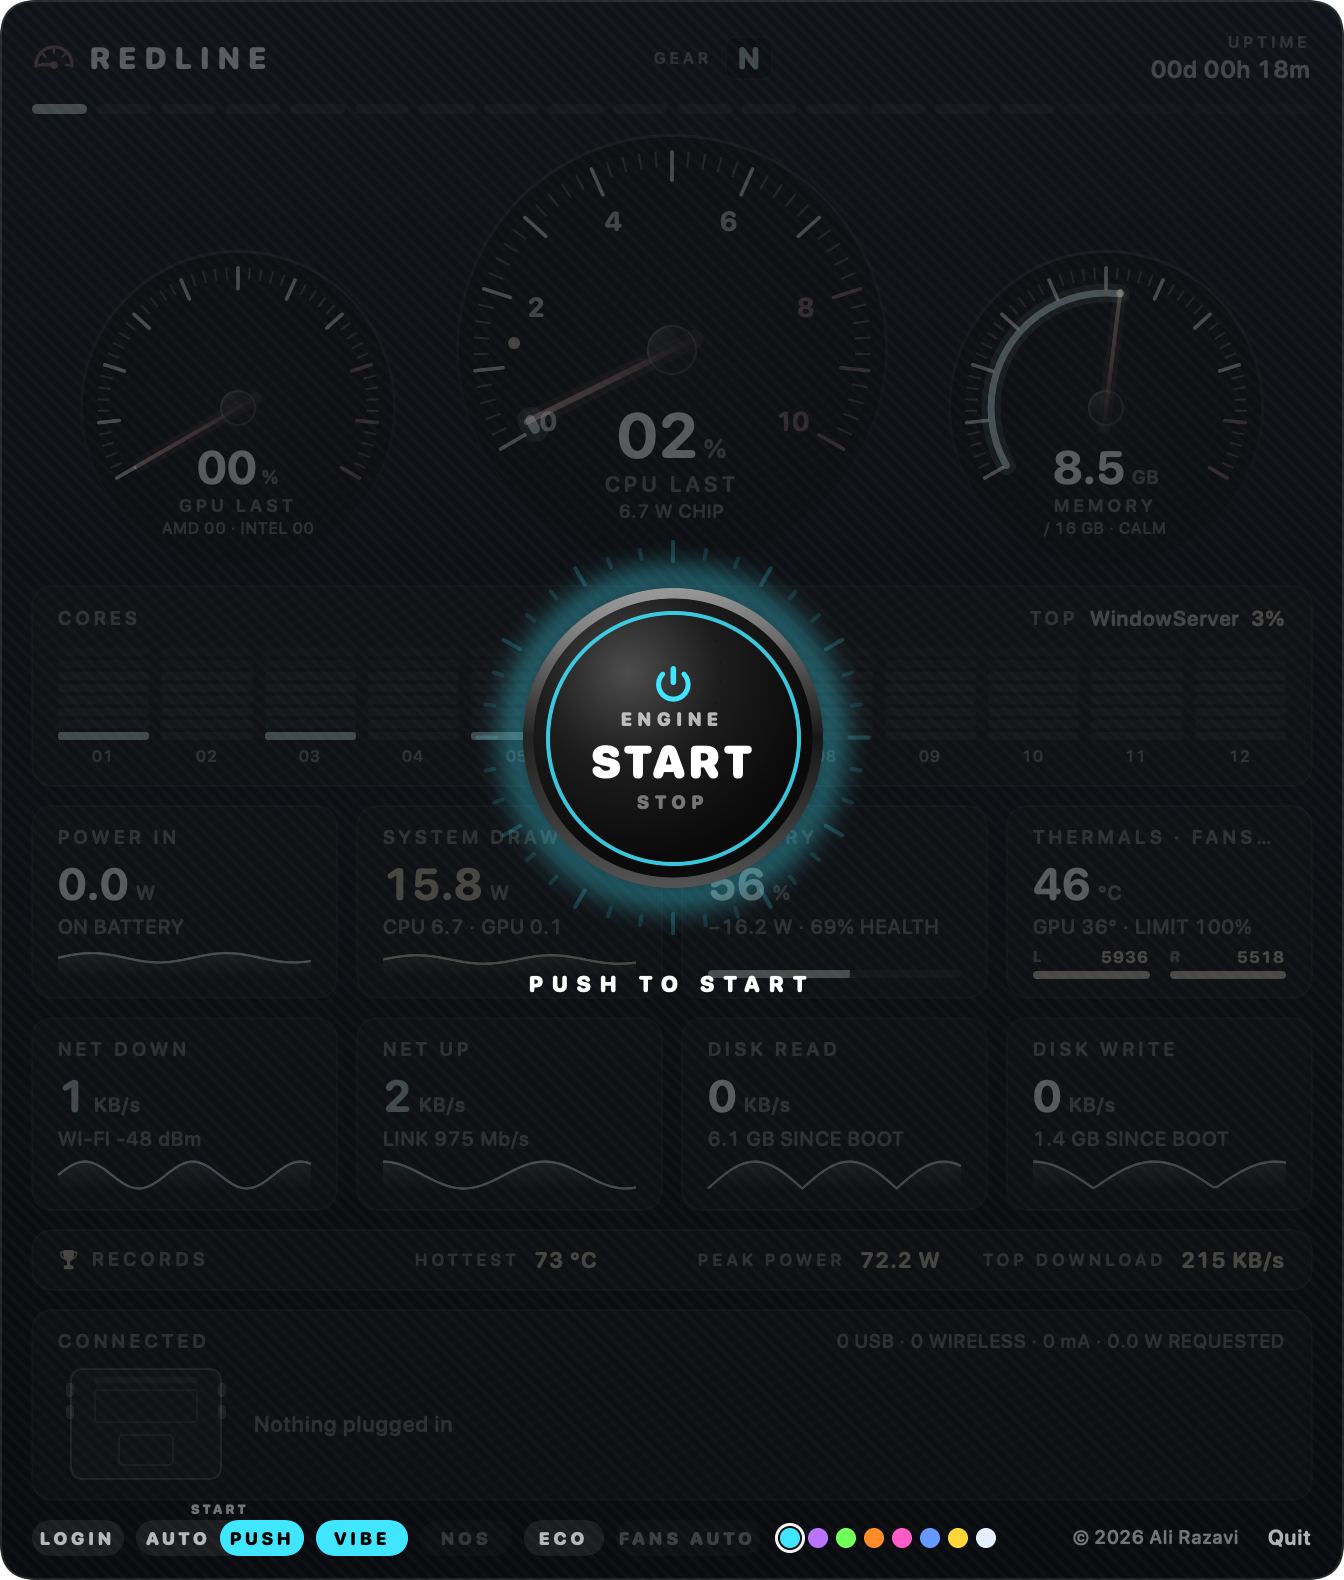 REDLINE
GEAR N
UPTIME
00d 00h 18m
4 6
2 8
0 10
00 %
GPU LAST
AMD 00 · INTEL 00
02 %
CPU LAST
6.7 W CHIP
8.5 GB
MEMORY
/ 16 GB · CALM
CORES
TOP WindowServer 3%
01 02 03 04 05 08 09 10 11 12
ENGINE
START
STOP
PUSH TO START
POWER IN
0.0 W
ON BATTERY
SYSTEM DRAW
15.8 W
CPU 6.7 · GPU 0.1
RY
56 %
−16.2 W · 69% HEALTH
THERMALS · FANS…
46 °C
GPU 36° · LIMIT 100%
L 5936 R 5518
NET DOWN
1 KB/s
WI-FI -48 dBm
NET UP
2 KB/s
LINK 975 Mb/s
DISK READ
0 KB/s
6.1 GB SINCE BOOT
DISK WRITE
0 KB/s
1.4 GB SINCE BOOT
RECORDS HOTTEST 73 °C PEAK POWER 72.2 W TOP DOWNLOAD 215 KB/s
CONNECTED
0 USB · 0 WIRELESS · 0 mA · 0.0 W REQUESTED
Nothing plugged in
START
LOGIN AUTO PUSH VIBE NOS ECO FANS AUTO © 2026 Ali Razavi Quit